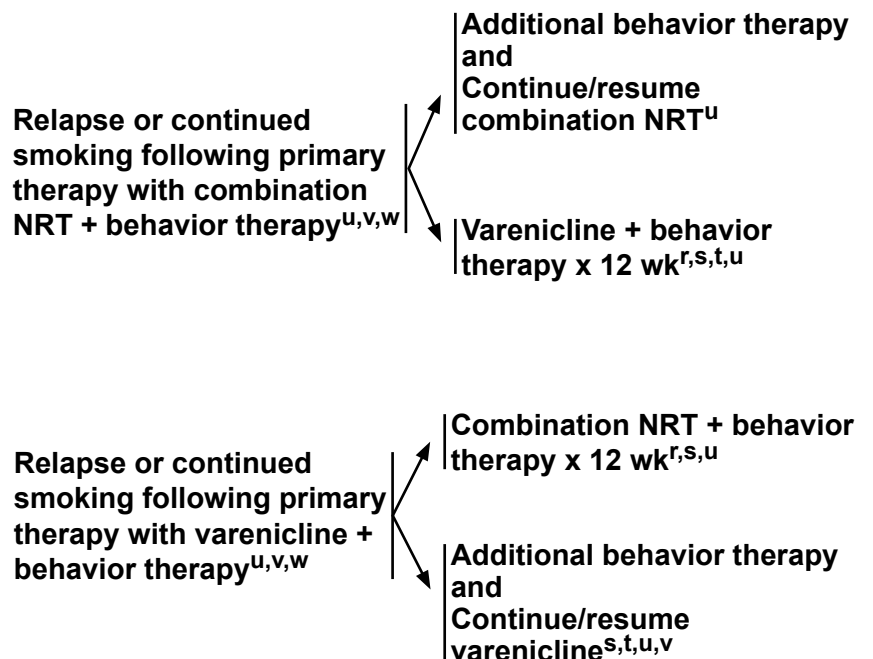 Relapse or continued
smoking following primary
therapy with combination
NRT + behavior therapyu,v,w
Additional behavior therapy
and
Continue/resume
combination NRTu
Varenicline + behavior
therapy x 12 wkr,s,t,u
Relapse or continued
smoking following primary
therapy with varenicline +
behavior therapyu,v,w
Combination NRT + behavior
therapy x 12 wkr,s,u
Additional behavior therapy
and
Continue/resume
vareniclines,t,u,v